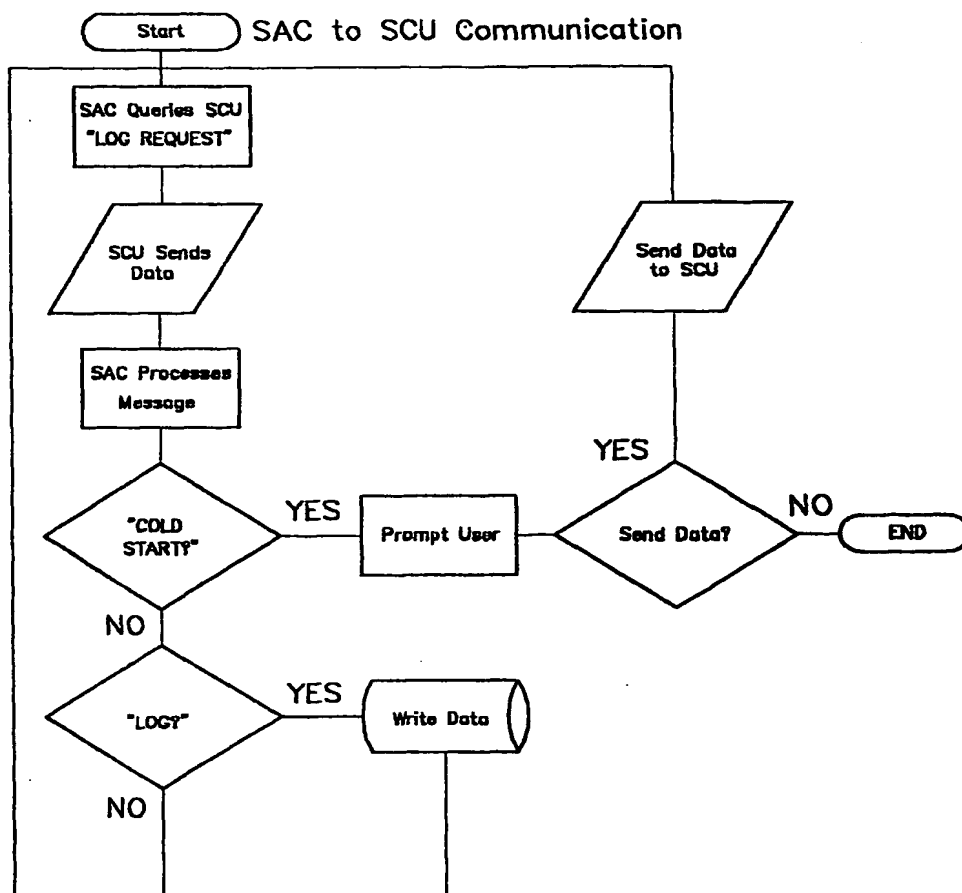 Start
SAC to SCU Communication
SAC Queries SCU
"LOG REQUEST"
SCU Sends
Data
Send Data
to SCU
SAC Processes
Message
YES
"COLD
START?"
YES
Prompt User
Send Data?
NO
END
NO
"LOG?"
YES
Write Data
NO